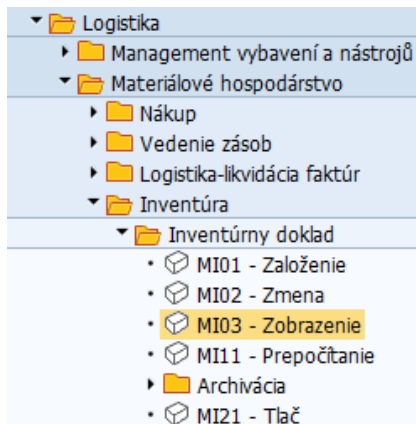 Logistika
Management vybavení a nástrojů
Materiálové hospodárstvo
Nákup
Vedenie zásob
Logistika-likvidácia faktúr
Inventúra
Inventúrny doklad
MI01 - Založenie
MI02 - Zmena
MI03 - Zobrazenie
MI11 - Prepočítanie
Archivácia
MI21 - Tlač